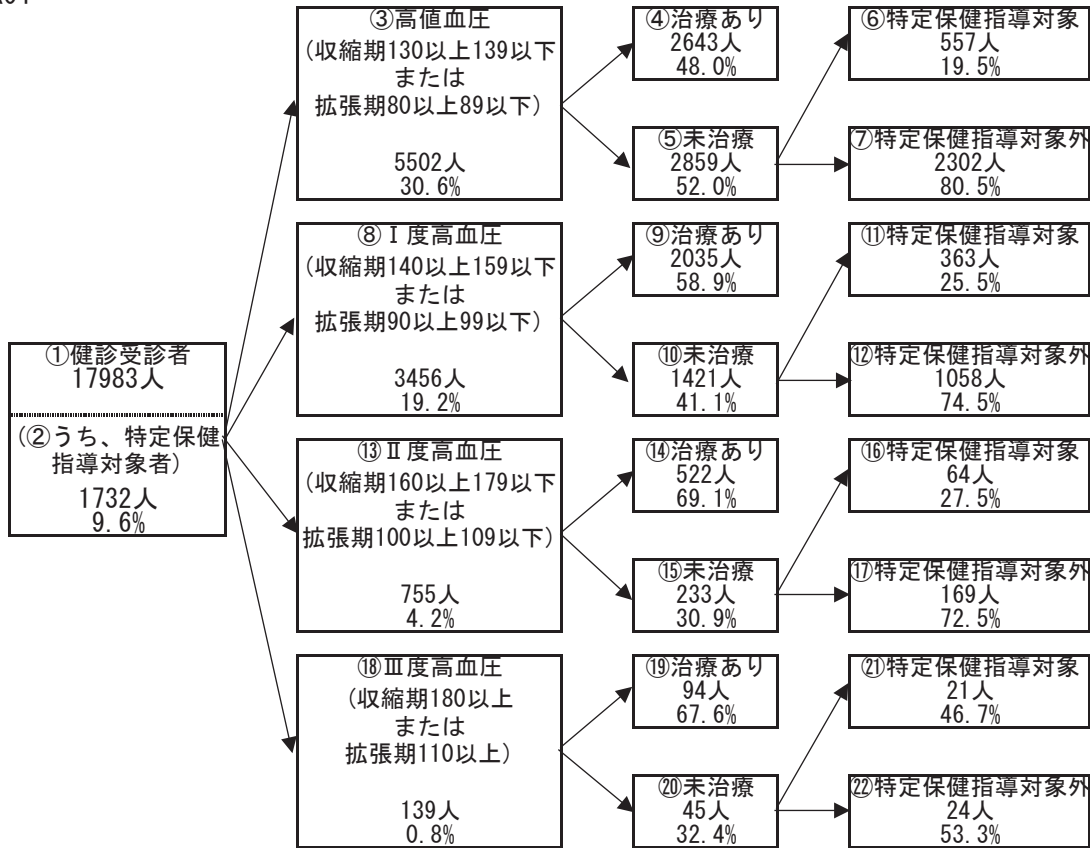 ①健診受診者
17983人
(②うち、特定保健
指導対象者)
1732人
9.6%
③高値血圧
(収縮期130以上139以下
または
拡張期80以上89以下)
5502人
30.6%
④治療あり
2643人
48.0%
⑤未治療
2859人
52.0%
⑥特定保健指導対象
557人
19.5%
⑦特定保健指導対象外
2302人
80.5%
⑧Ⅰ度高血圧
(収縮期140以上159以下
または
拡張期90以上99以下)
3456人
19.2%
⑨治療あり
2035人
58.9%
⑩未治療
1421人
41.1%
⑪特定保健指導対象
363人
25.5%
⑫特定保健指導対象外
1058人
74.5%
⑬Ⅱ度高血圧
(収縮期160以上179以下
または
拡張期100以上109以下)
755人
4.2%
⑭治療あり
522人
69.1%
⑮未治療
233人
30.9%
⑯特定保健指導対象
64人
27.5%
⑰特定保健指導対象外
169人
72.5%
⑱Ⅲ度高血圧
(収縮期180以上
または
拡張期110以上)
139人
0.8%
⑲治療あり
94人
67.6%
⑳未治療
45人
32.4%
㉑特定保健指導対象
21人
46.7%
㉒特定保健指導対象外
24人
53.3%